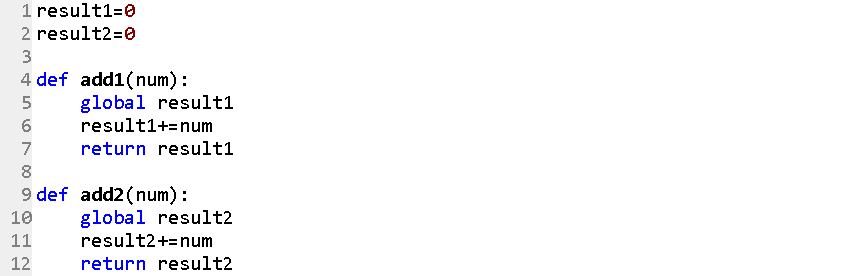 1 result1=0
2 result2=0
3
4 def add1(num):
5     global result1
6     result1+=num
7     return result1
8
9 def add2(num):
10     global result2
11     result2+=num
12     return result2